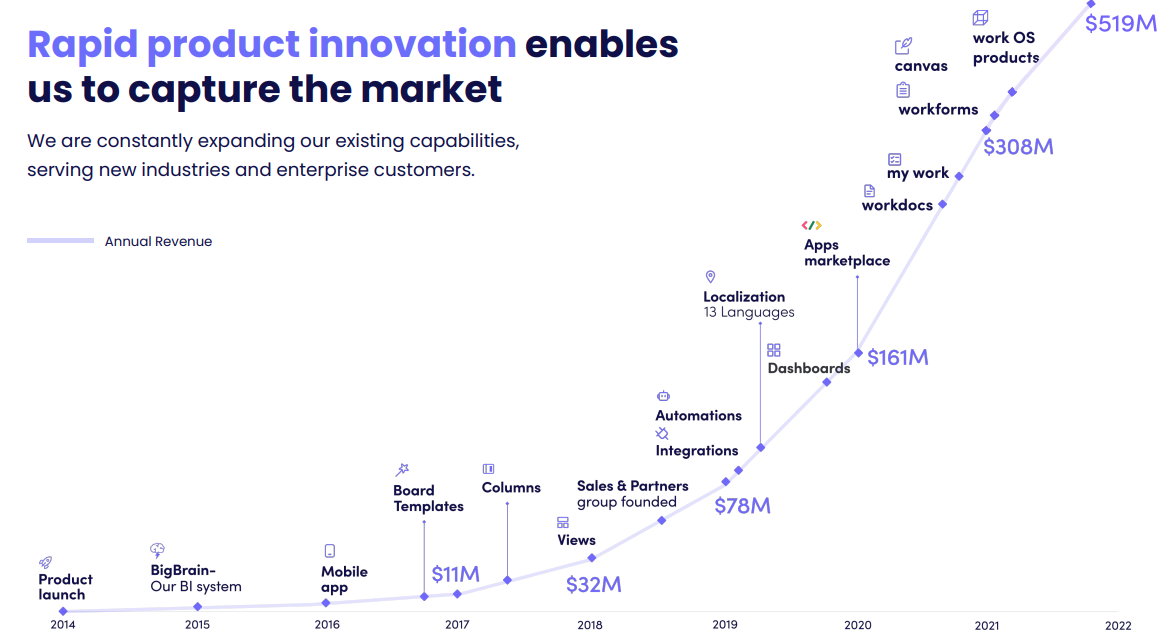 Rapid product innovation enables
us to capture the market
We are constantly expanding our existing capabilities,
serving new industries and enterprise customers.
Annual Revenue
Product
launch
BigBrain-
Our BI system
Mobile
app
Board
Templates
$11M
Columns
Views
$32M
Sales & Partners
group founded
Automations
Integrations
$78M
Localization
13 Languages
Dashboards
Apps
marketplace
$161M
workdocs
my work
$308M
workforms
canvas
work OS
products
$519M
2014
2015
2016
2017
2018
2019
2020
2021
2022